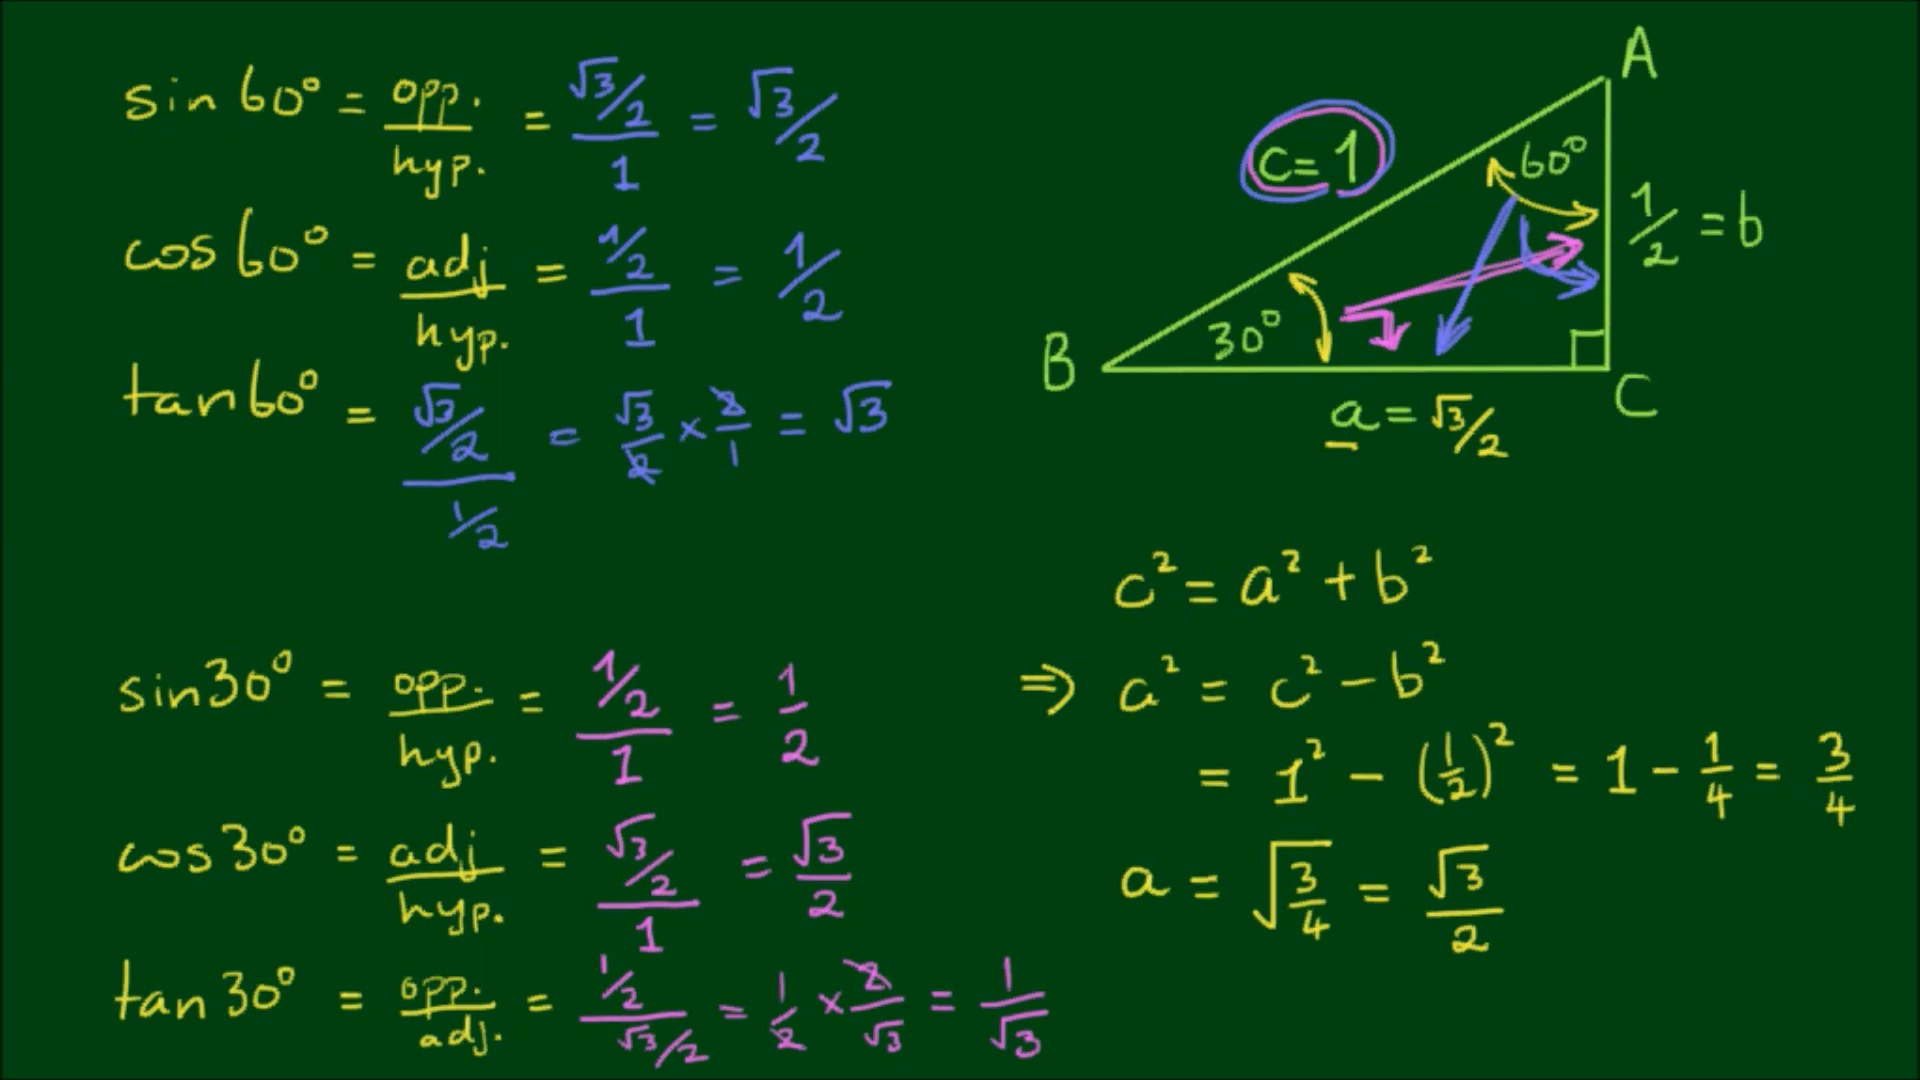 sin 60° = opp./hyp. = (√3/2)/1 = √3/2
cos 60° = adj/hyp. = (1/2)/1 = 1/2
tan 60° = (√3/2)/(1/2) = √3/2 × 2/1 = √3
sin 30° = opp./hyp. = (1/2)/1 = 1/2
cos 30° = adj/hyp. = (√3/2)/1 = √3/2
tan 30° = opp./adj. = (1/2)/(√3/2) = 1/2 × 2/√3 = 1/√3
A
c = 1
60°
1/2 = b
30°
B
C
a = √3/2
c² = a² + b²
⇒ a² = c² − b²
= 1² − (1/2)² = 1 − 1/4 = 3/4
a = √(3/4) = √3/2